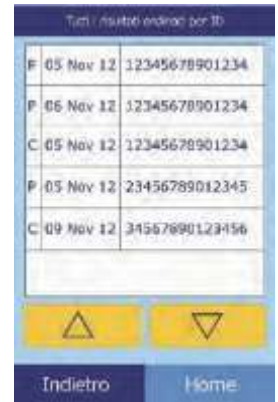 Tutti i risultati ordinati per ID
P 05 Nov 12 12345678901234
P 06 Nov 12 12345678901234
C 05 Nov 12 12345678901234
P 05 Nov 12 23456789012345
C 09 Nov 12 34567890123456
Indietro Home